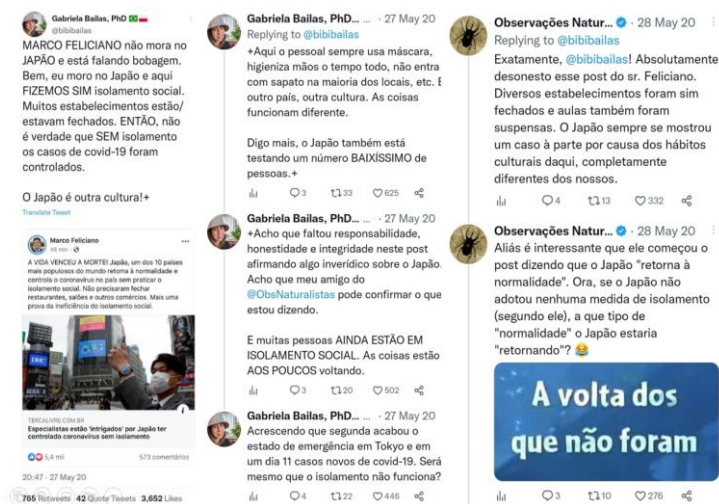 Gabriela Bailas, PhD
@bibibailas
MARCO FELICIANO não mora no
JAPÃO e está falando bobagem.
Bem, eu moro no Japão e aqui
FIZEMOS SIM isolamento social.
Muitos estabelecimentos estão/
estavam fechados. ENTÃO, não
é verdade que SEM isolamento
os casos de covid-19 foram
controlados.
O Japão é outra cultura!+
Translate Tweet
Marco Feliciano
46 min
A VIDA VENCEU A MORTE! Japão, um dos 10 países
mais populosos do mundo retorna à normalidade e
controla o coronavírus no país sem praticar o
isolamento social. Não precisaram fechar
restaurantes, salões e outros comércios. Mais uma
prova da ineficiência do isolamento social.
TERCALIVRE.COM.BR
Especialistas estão 'intrigados' por Japão ter
controlado coronavírus sem isolamento
5,4 mil
573 comentários
20:47 · 27 May 20
765 Retweets 42 Quote Tweets 3,652 Likes
Gabriela Bailas, PhD... ... · 27 May 20
Replying to @bibibailas
+Aqui o pessoal sempre usa máscara,
higieniza mãos o tempo todo, não entra
com sapato na maioria dos locais, etc. É
outro país, outra cultura. As coisas
funcionam diferente.
Digo mais, o Japão também está
testando um número BAIXÍSSIMO de
pessoas.+
3 33 625
Gabriela Bailas, PhD... ... · 27 May 20
+Acho que faltou responsabilidade,
honestidade e integridade neste post
afirmando algo inverídico sobre o Japão.
Acho que meu amigo do
@ObsNaturalistas pode confirmar o que
estou dizendo.
E muitas pessoas AINDA ESTÃO EM
ISOLAMENTO SOCIAL. As coisas estão
AOS POUCOS voltando.
3 20 502
Gabriela Bailas, PhD... ... · 27 May 20
Acrescendo que segunda acabou o
estado de emergência em Tokyo e em
um dia 11 casos novos de covid-19. Será
mesmo que o isolamento não funciona?
4 22 446
Observações Natur... · 28 May 20
Replying to @bibibailas
Exatamente, @bibibailas! Absolutamente
desonesto esse post do sr. Feliciano.
Diversos estabelecimentos foram sim
fechados e aulas também foram
suspensas. O Japão sempre se mostrou
um caso à parte por causa dos hábitos
culturais daqui, completamente
diferentes dos nossos.
4 13 332
Observações Natur... · 28 May 20
Aliás é interessante que ele começou o
post dizendo que o Japão "retorna à
normalidade". Ora, se o Japão não
adotou nenhuma medida de isolamento
(segundo ele), a que tipo de
"normalidade" o Japão estaria
"retornando"? 😂
A volta dos
que não foram
3 10 276